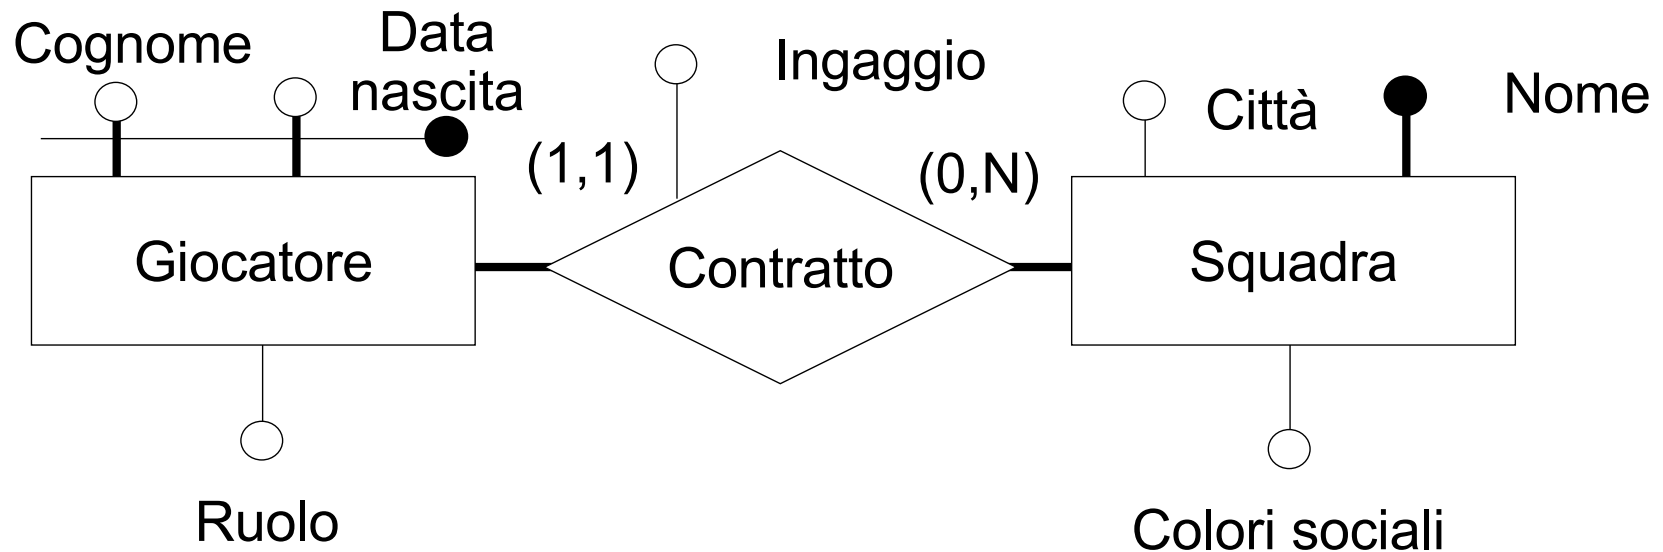 Cognome
Data
nascita
Ingaggio
Città
Nome
(1,1)
(0,N)
Giocatore
Contratto
Squadra
Ruolo
Colori sociali